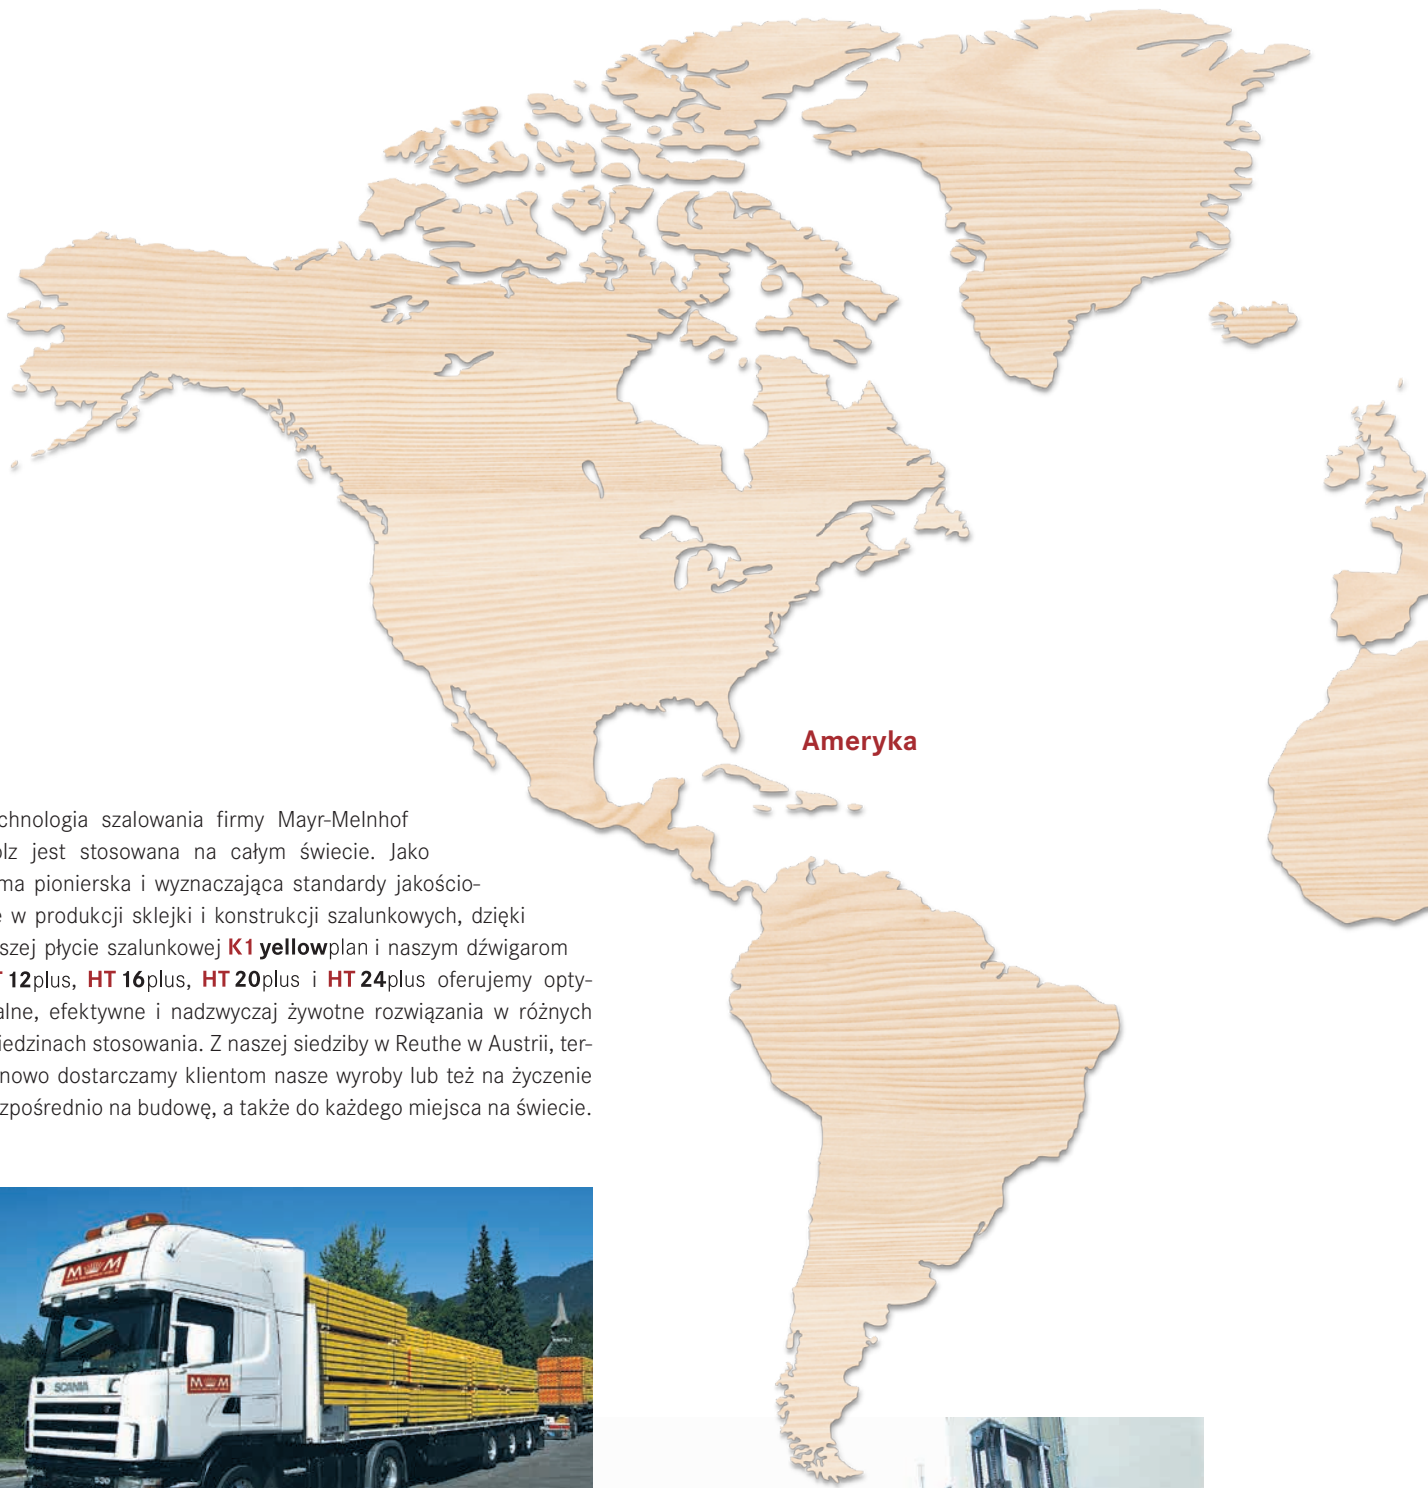 Ameryka
chnologia szalowania firmy Mayr-Melnhof
olz jest stosowana na całym świecie. Jako
ma pionierska i wyznaczająca standardy jakościo-
e w produkcji sklejki i konstrukcji szalunkowych, dzięki
szej płycie szalunkowej K1 yellowplan i naszym dźwigarom
T 12plus, HT 16plus, HT 20plus i HT 24plus oferujemy opty-
alne, efektywne i nadzwyczaj żywotne rozwiązania w różnych
iedzinach stosowania. Z naszej siedziby w Reuthe w Austrii, ter-
nowo dostarczamy klientom nasze wyroby lub też na życzenie
zpośrednio na budowę, a także do każdego miejsca na świecie.
M M
SCANIA
M M
530